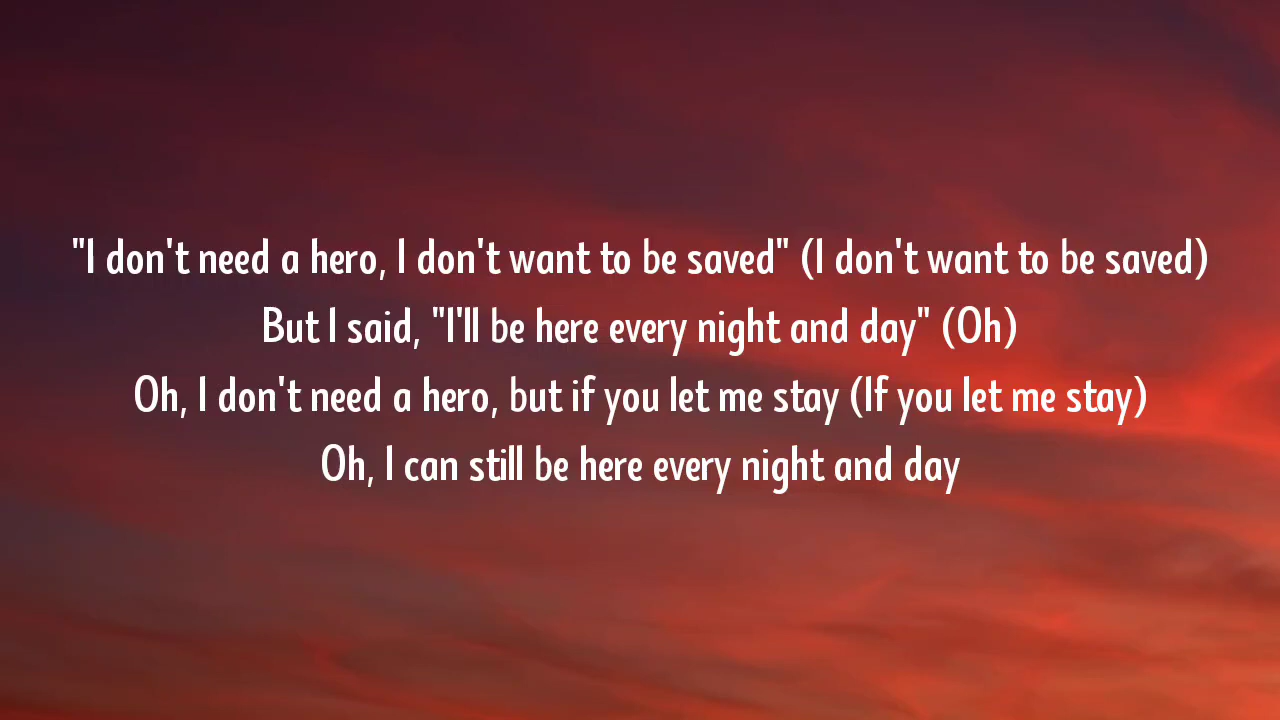 "I don't need a hero, I don't want to be saved" (I don't want to be saved)
But I said, "I'll be here every night and day" (Oh)
Oh, I don't need a hero, but if you let me stay (If you let me stay)
Oh, I can still be here every night and day